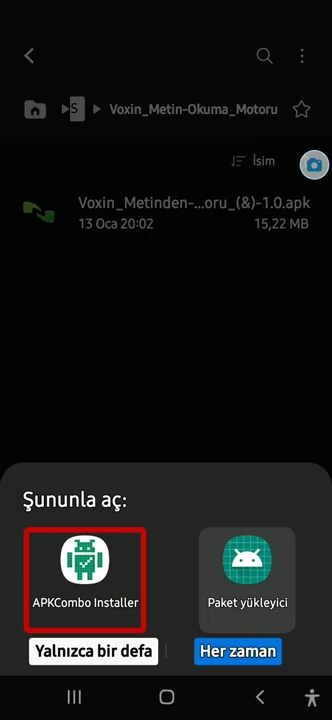 S
Voxin_Metin-Okuma_Motoru
İsim
Voxin_Metinden-...oru_(&)-1.0.apk
13 Oca 20:02
15,22 MB
Şununla aç:
APKCombo Installer
Paket yükleyici
Yalnızca bir defa
Her zaman